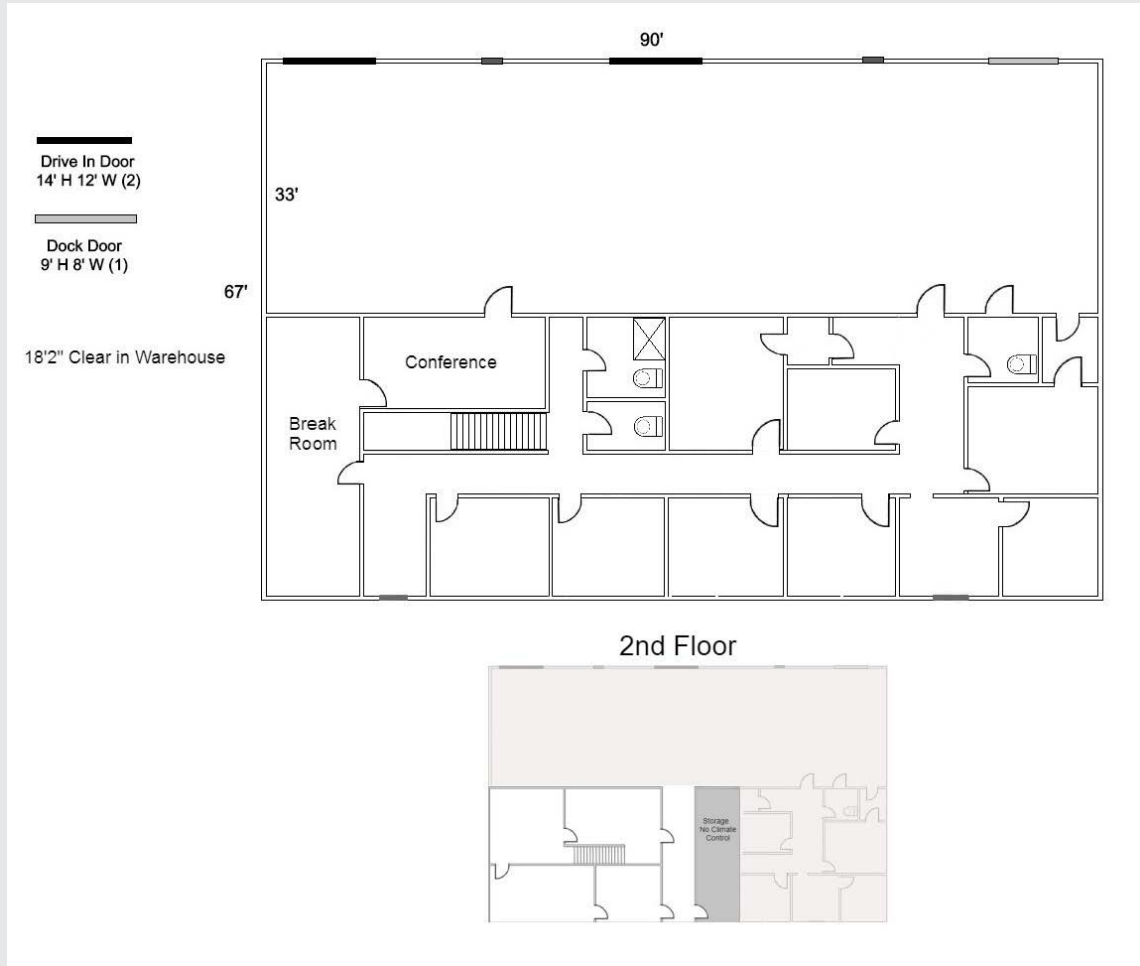 90'
Drive In Door
14' H 12' W (2)
33'
Dock Door
9' H 8' W (1)
67'
18'2" Clear in Warehouse
Conference
Break
Room
2nd Floor
Storage
No Climate
Control